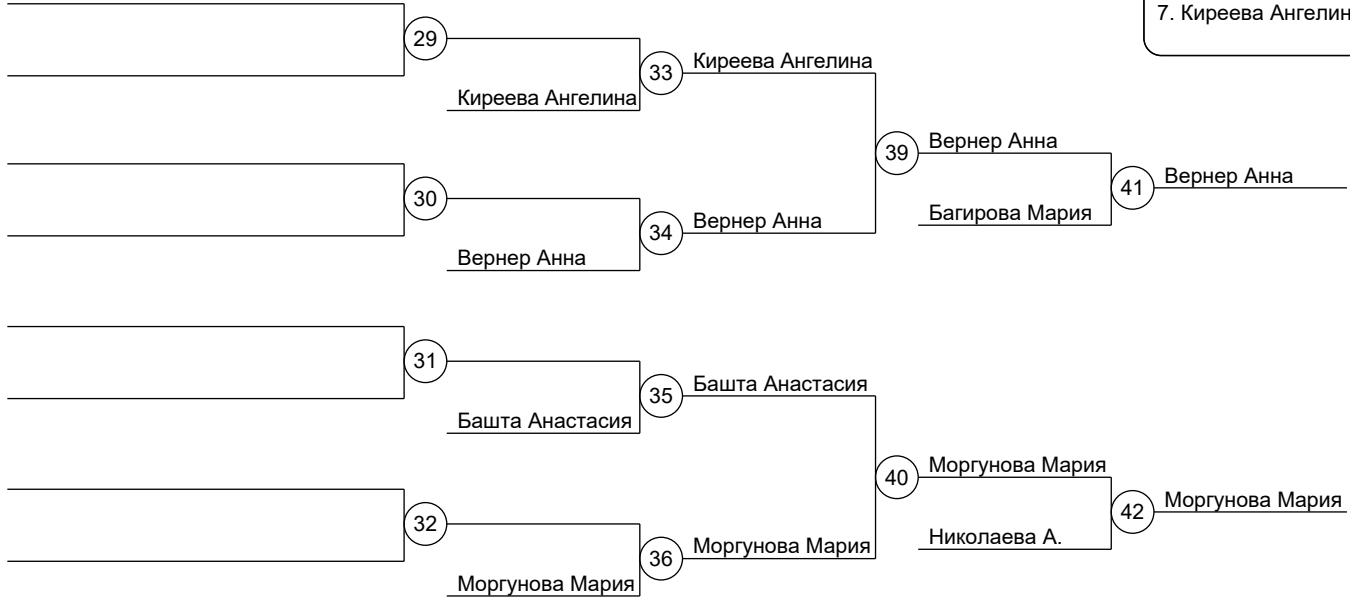 7. Киреева Ангелин
29
33
Киреева Ангелина
Киреева Ангелина
39
Вернер Анна
41
Вернер Анна
30
34
Вернер Анна
Багирова Мария
Вернер Анна
31
35
Башта Анастасия
Башта Анастасия
40
Моргунова Мария
42
Моргунова Мария
32
36
Моргунова Мария
Николаева А.
Моргунова Мария